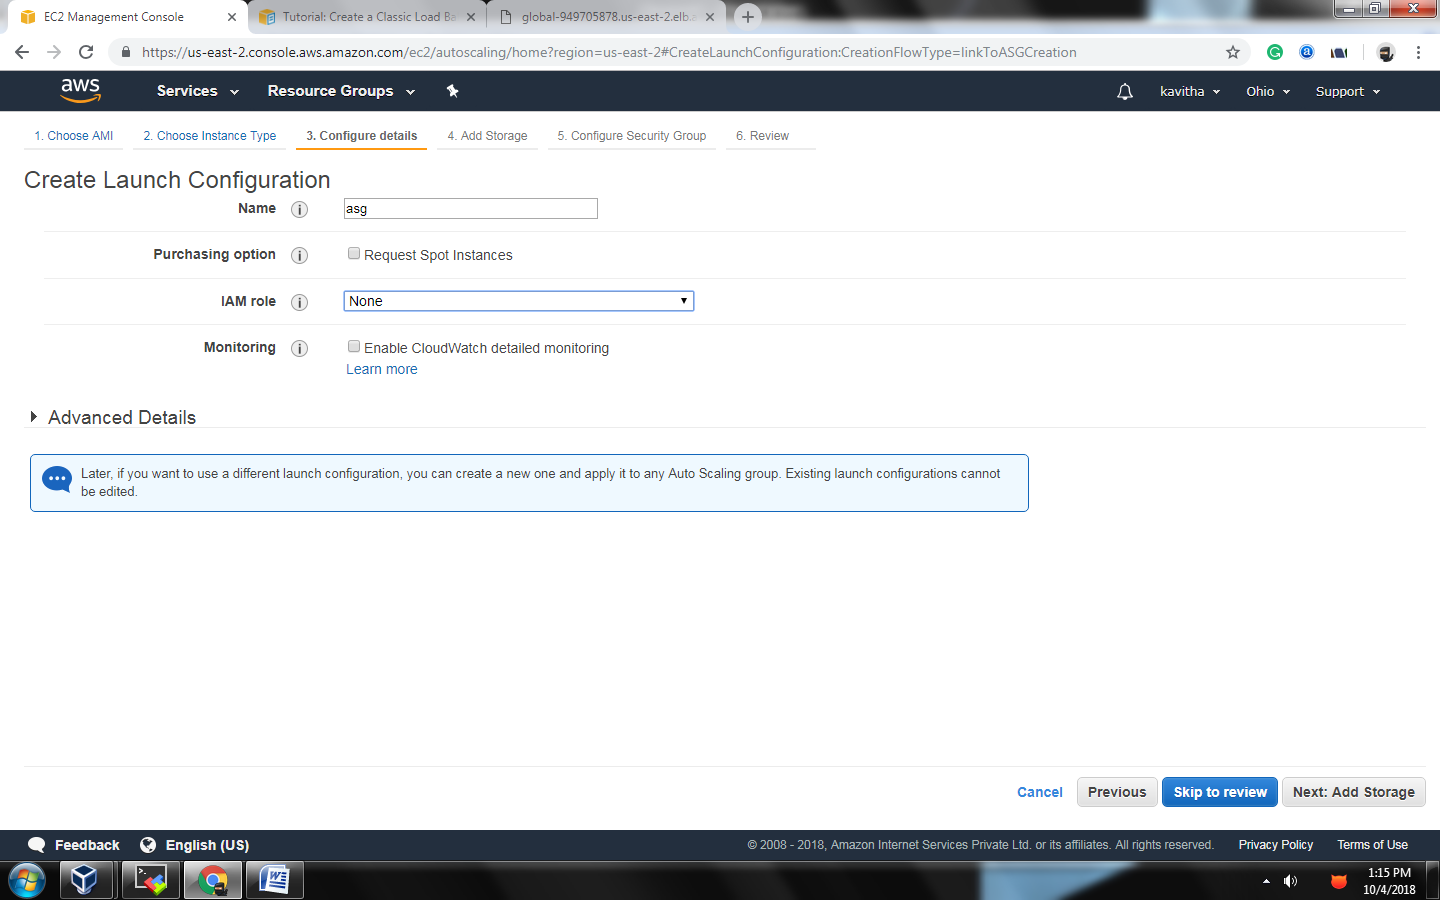 EC2 Management Console
Tutorial: Create a Classic Load Ba
global-949705878.us-east-2.elb.a
https://us-east-2.console.aws.amazon.com/ec2/autoscaling/home?region=us-east-2#CreateLaunchConfiguration:CreationFlowType=linkToASGCreation
aws Services Resource Groups kavitha Ohio Support
1. Choose AMI 2. Choose Instance Type 3. Configure details 4. Add Storage 5. Configure Security Group 6. Review
Create Launch Configuration
Name i asg
Purchasing option i Request Spot Instances
IAM role i None
Monitoring i Enable CloudWatch detailed monitoring
Learn more
Advanced Details
Later, if you want to use a different launch configuration, you can create a new one and apply it to any Auto Scaling group. Existing launch configurations cannot
be edited.
Cancel Previous Skip to review Next: Add Storage
Feedback English (US) © 2008 - 2018, Amazon Internet Services Private Ltd. or its affiliates. All rights reserved. Privacy Policy Terms of Use
1:15 PM
10/4/2018